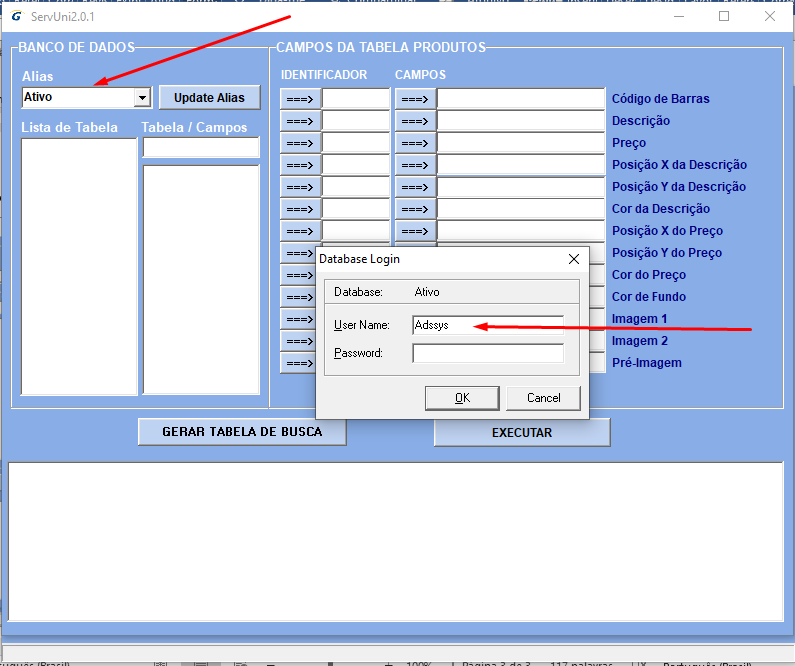 ServUni2.0.1
BANCO DE DADOS
Alias
Ativo
Update Alias
Lista de Tabela
Tabela / Campos
CAMPOS DA TABELA PRODUTOS
IDENTIFICADOR
CAMPOS
===> ===> Código de Barras
===> ===> Descrição
===> ===> Preço
===> ===> Posição X da Descrição
===> ===> Posição Y da Descrição
===> ===> Cor da Descrição
===> ===> Posição X do Preço
===> Posição Y do Preço
===> Cor do Preço
===> Cor de Fundo
===> Imagem 1
===> Imagem 2
===> Pré-Imagem
Database Login
Database: Ativo
User Name: Adssys
Password:
OK Cancel
GERAR TABELA DE BUSCA
EXECUTAR